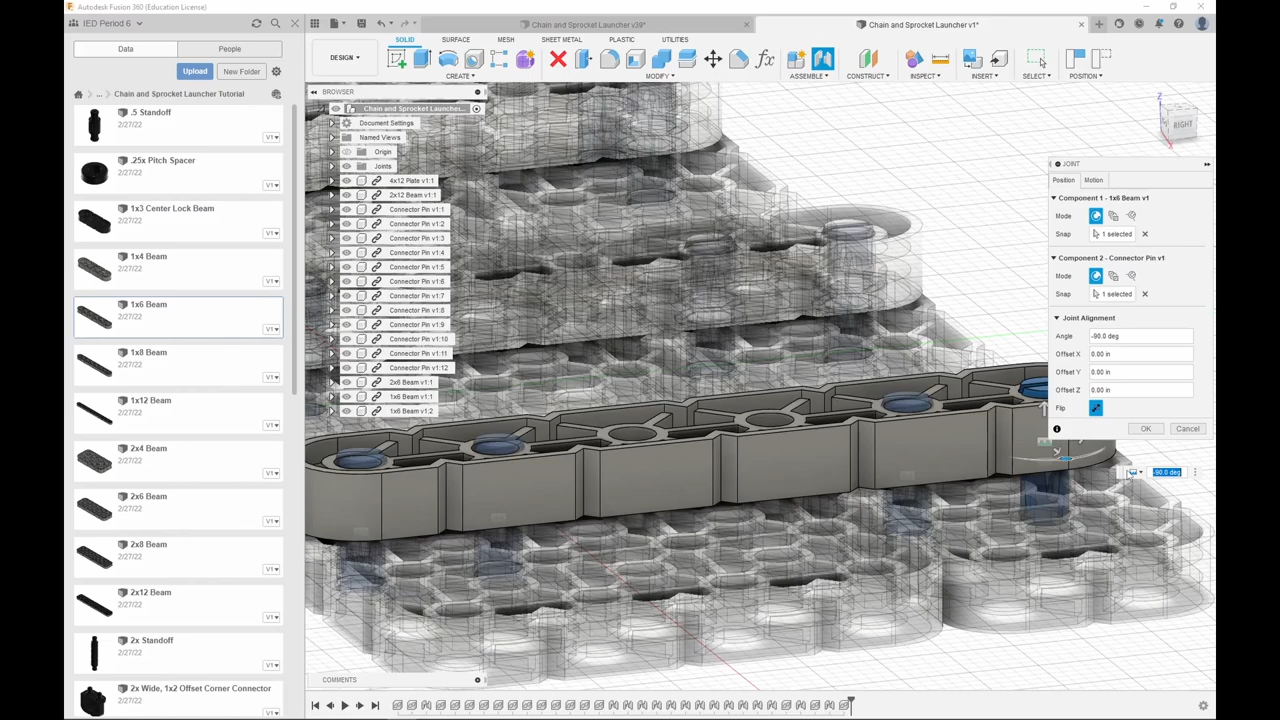 Autodesk Fusion 360 (Education License)
IED Period 6
Data
People
Upload
New Folder
... Chain and Sprocket Launcher Tutorial
.5 Standoff
2/27/22
V1
.25x Pitch Spacer
2/27/22
V1
1x3 Center Lock Beam
2/27/22
V1
1x4 Beam
2/27/22
V1
1x6 Beam
2/27/22
V1
1x8 Beam
2/27/22
V1
1x12 Beam
2/27/22
V1
2x4 Beam
2/27/22
V1
2x6 Beam
2/27/22
V1
2x8 Beam
2/27/22
V1
2x12 Beam
2/27/22
V1
2x Standoff
2/27/22
V1
2x Wide, 1x2 Offset Corner Connector
2/27/22
V1
Chain and Sprocket Launcher v39*
Chain and Sprocket Launcher v1*
DESIGN
SOLID
SURFACE
MESH
SHEET METAL
PLASTIC
UTILITIES
CREATE
MODIFY
ASSEMBLE
CONSTRUCT
INSPECT
INSERT
SELECT
POSITION
BROWSER
Chain and Sprocket Launcher...
Document Settings
Named Views
Origin
Joints
4x12 Plate v1:1
2x12 Beam v1:1
Connector Pin v1:1
Connector Pin v1:2
Connector Pin v1:3
Connector Pin v1:4
Connector Pin v1:5
Connector Pin v1:6
Connector Pin v1:7
Connector Pin v1:8
Connector Pin v1:9
Connector Pin v1:10
Connector Pin v1:11
Connector Pin v1:12
2x6 Beam v1:1
1x6 Beam v1:1
1x6 Beam v1:2
Z
RIGHT
JOINT
Position
Motion
Component 1 - 1x6 Beam v1
Mode
Snap
1 selected
Component 2 - Connector Pin v1
Mode
Snap
1 selected
Joint Alignment
Angle
-90.0 deg
Offset X
0.00 in
Offset Y
0.00 in
Offset Z
0.00 in
Flip
OK
Cancel
-90.0 deg
COMMENTS